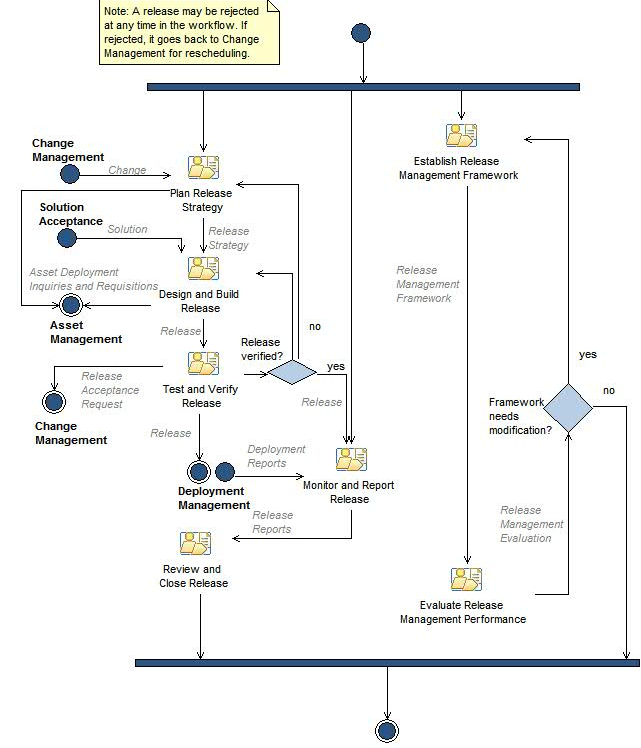 Note: A release may be rejected
at any time in the workflow. If
rejected, it goes back to Change
Management for rescheduling.
Change
Management
Change
Plan Release
Strategy
Establish Release
Management Framework
Solution
Acceptance
Solution
Release
Strategy
Asset Deployment
Inquiries and Requisitions
Design and Build
Release
Release
Management
Framework
Asset
Management
Release
Release
verified?
no
yes
Release
Acceptance
Request
Test and Verify
Release
Release
Change
Management
Release
Framework
needs
modification?
yes
no
Deployment
Reports
Deployment
Management
Monitor and Report
Release
Release
Reports
Release
Management
Evaluation
Review and
Close Release
Evaluate Release
Management Performance